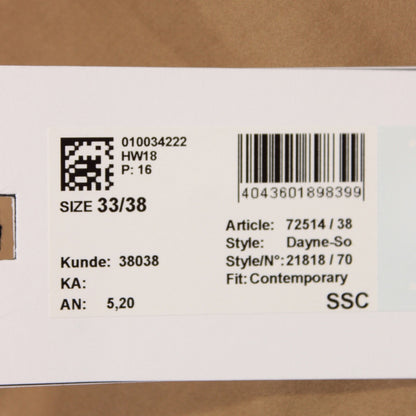 010034222
HW18
P: 16
SIZE 33/38
4043601898399
Article: 72514 / 38
Style: Dayne-So
Style/N°: 21818 / 70
Fit: Contemporary
Kunde: 38038
KA:
AN: 5,20
SSC